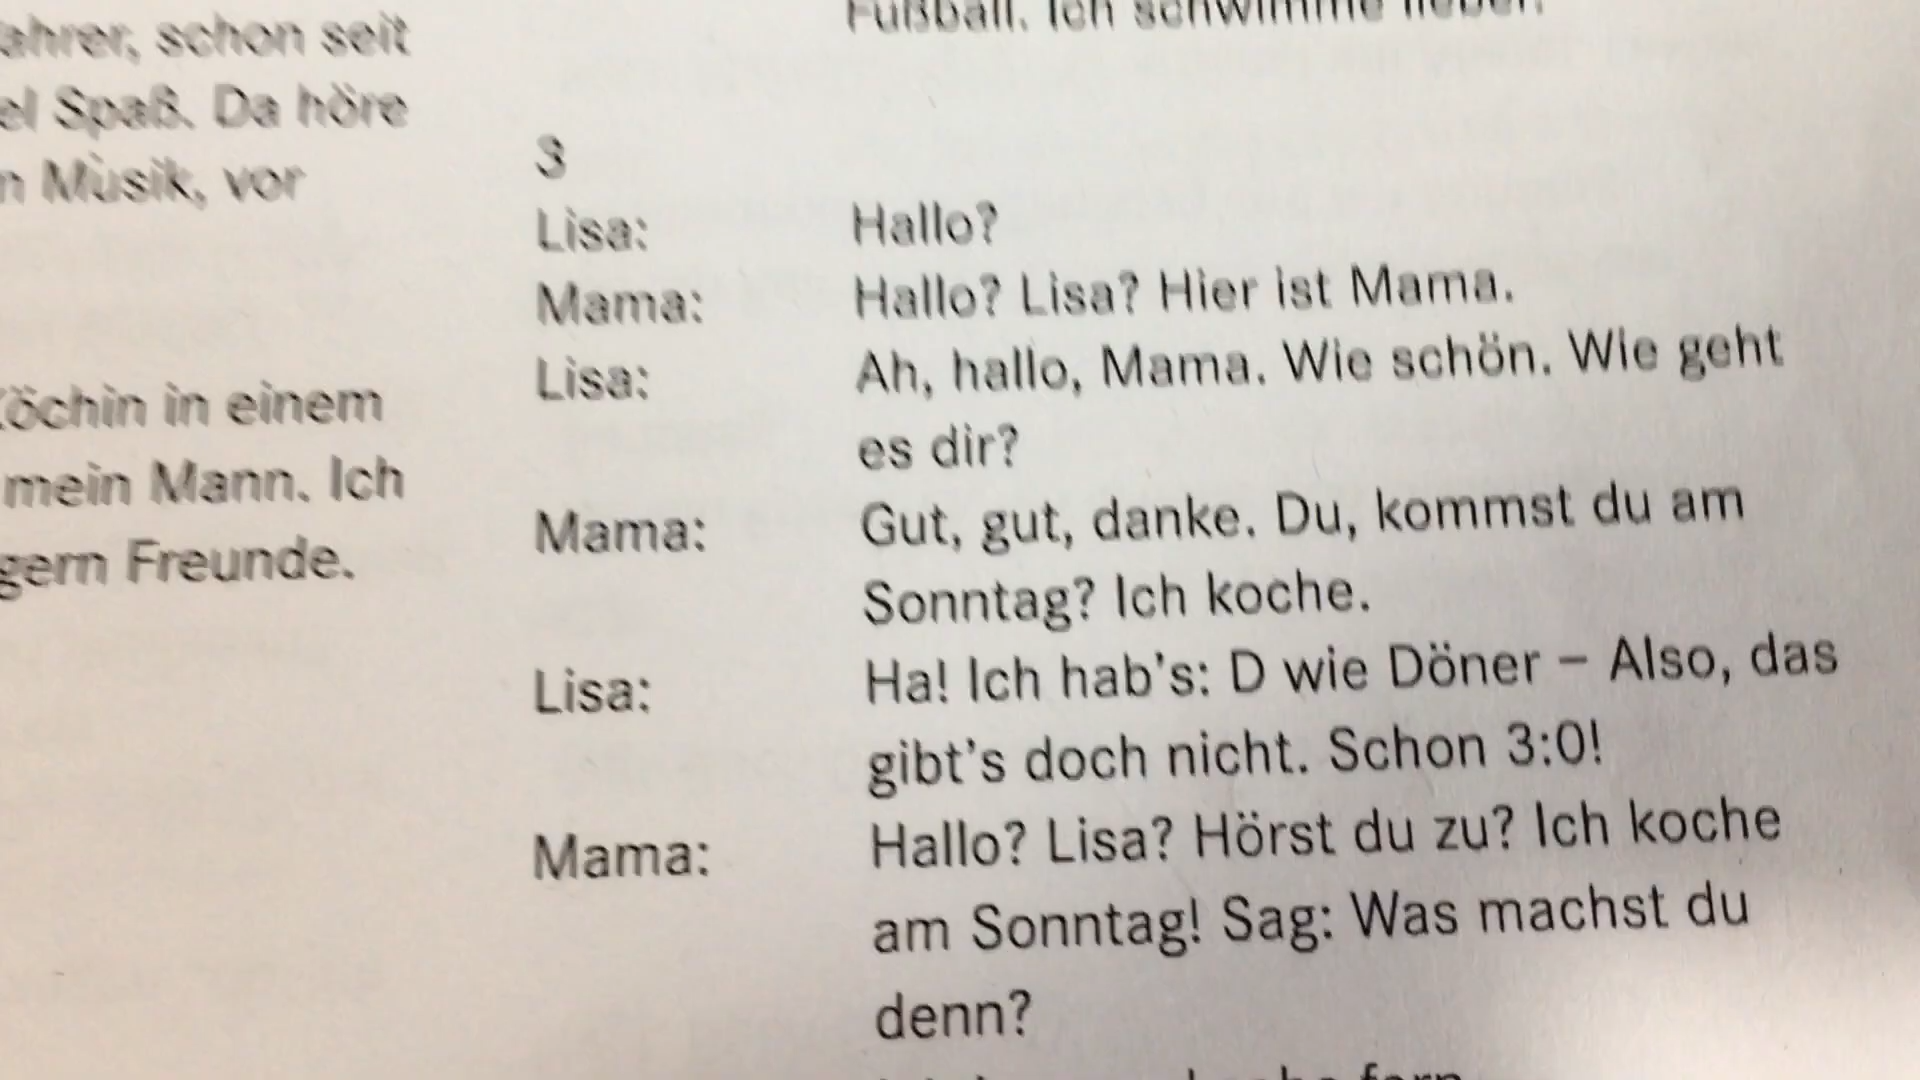 ahrer, schon seit
el Spaß. Da höre
n Musik, vor
öchin in einem
mein Mann. Ich
gern Freunde.
Fußball. Ich schwimme lieber.
3
Lisa: Hallo?
Mama: Hallo? Lisa? Hier ist Mama.
Lisa: Ah, hallo, Mama. Wie schön. Wie geht
es dir?
Mama: Gut, gut, danke. Du, kommst du am
Sonntag? Ich koche.
Lisa: Ha! Ich hab's: D wie Döner – Also, das
gibt's doch nicht. Schon 3:0!
Mama: Hallo? Lisa? Hörst du zu? Ich koche
am Sonntag! Sag: Was machst du
denn?